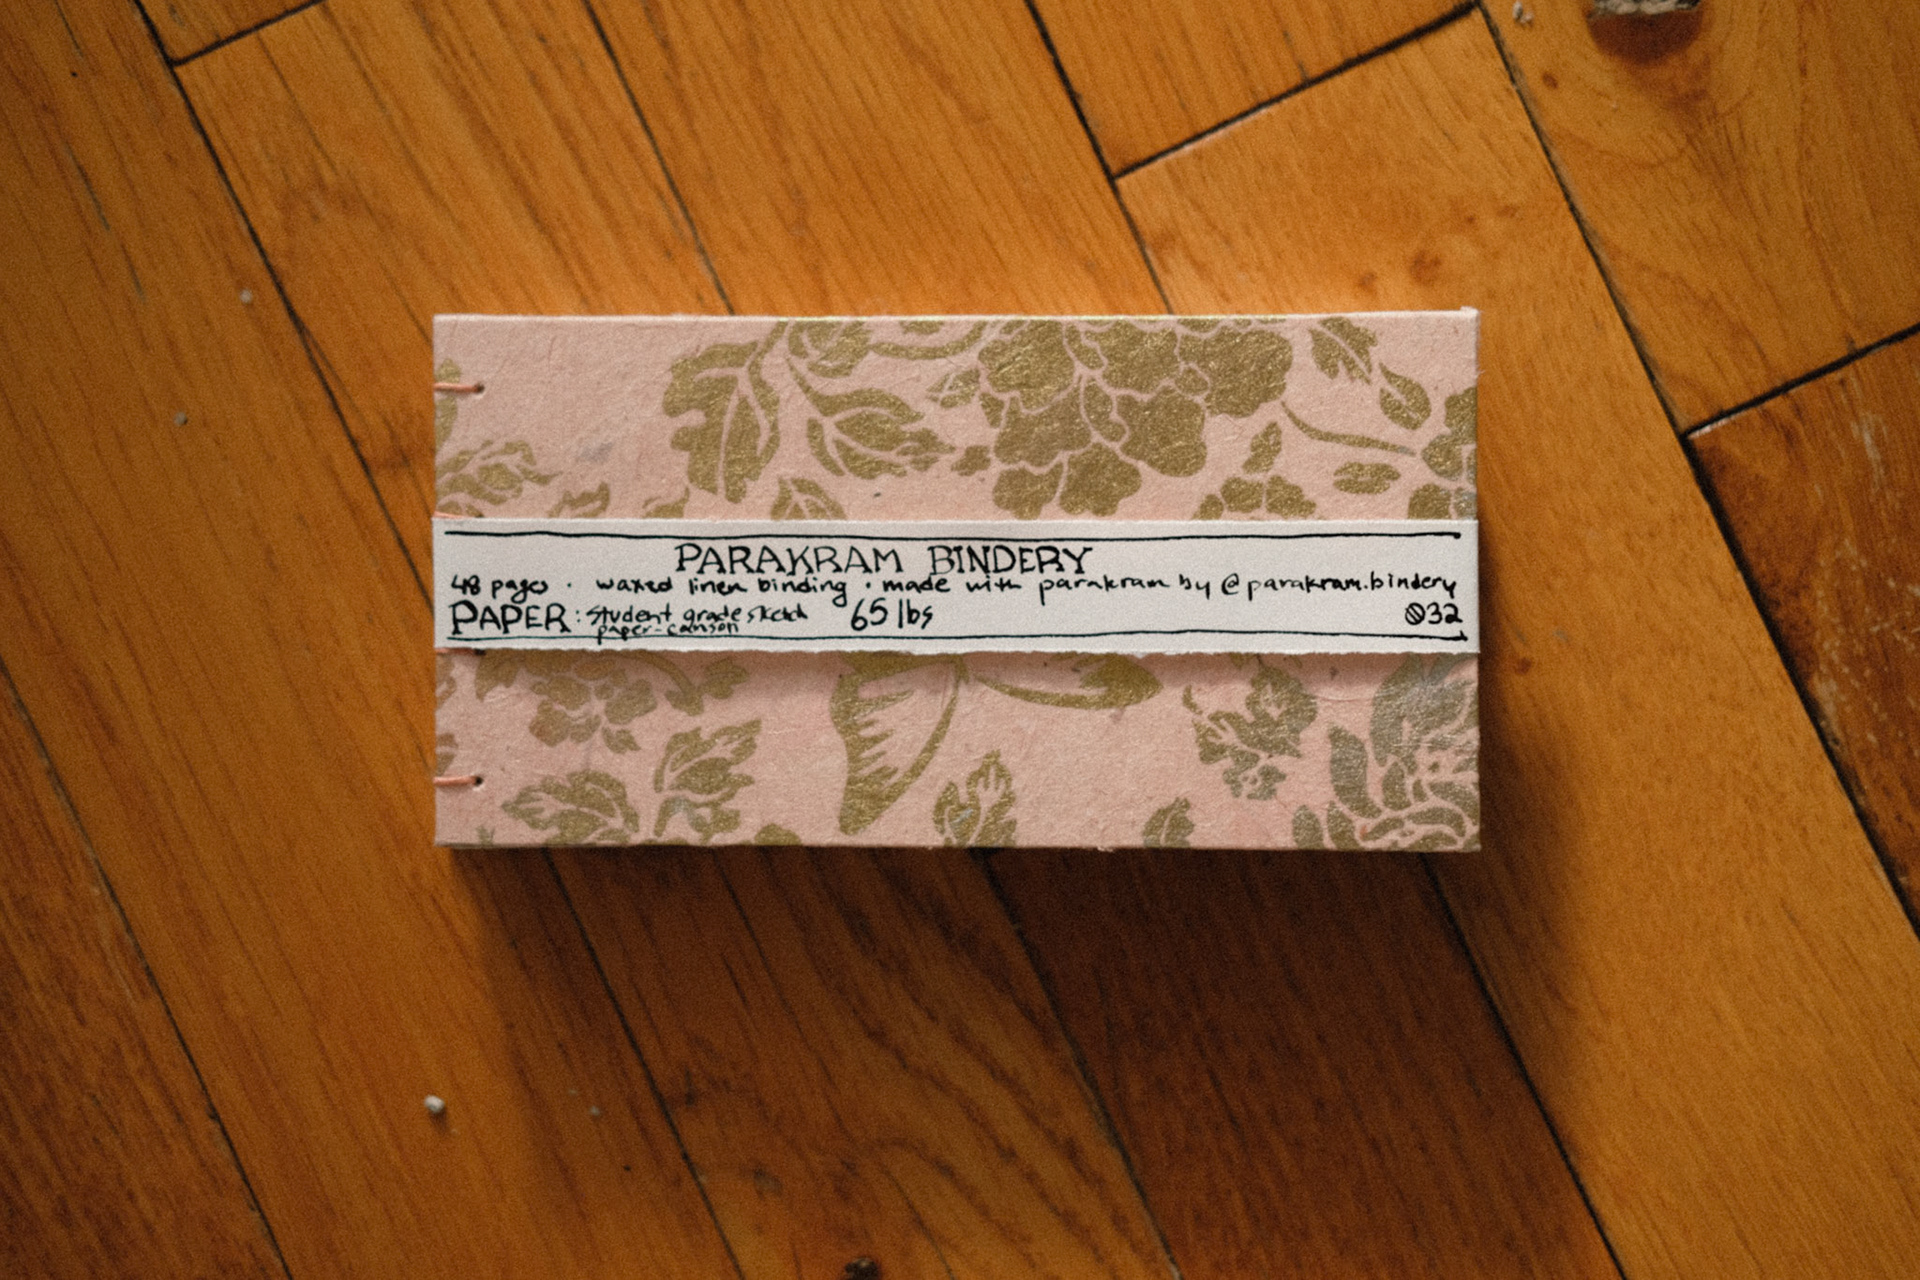 PARAKRAM BINDERY
48 pages · waxed linen binding · made with parakram by @parakram.bindery
PAPER: student grade sketch 65 lbs 032
paper-canson